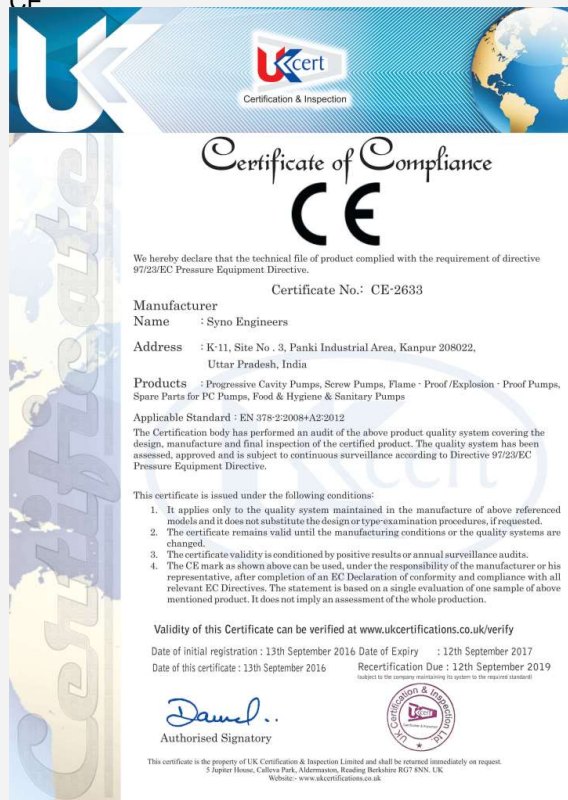 CE
UK cert
Certification & Inspection
Certificate of Compliance
CE
We hereby declare that the technical file of product complied with the requirement of directive
97/23/EC Pressure Equipment Directive.
Certificate No.: CE-2633
Manufacturer
Name : Syno Engineers
Address : K-11, Site No . 3, Panki Industrial Area, Kanpur 208022,
Uttar Pradesh, India
Products : Progressive Cavity Pumps, Screw Pumps, Flame - Proof /Explosion - Proof Pumps,
Spare Parts for PC Pumps, Food & Hygiene & Sanitary Pumps
Applicable Standard : EN 378-2:2008+A2:2012
The Certification body has performed an audit of the above product quality system covering the
design, manufacture and final inspection of the certified product. The quality system has been
assessed, approved and is subject to continuous surveillance according to Directive 97/23/EC
Pressure Equipment Directive.
This certificate is issued under the following conditions:
1. It applies only to the quality system maintained in the manufacture of above referenced
models and it does not substitute the design or type-examination procedures, if requested.
2. The certificate remains valid until the manufacturing conditions or the quality systems are
changed.
3. The certificate validity is conditioned by positive results or annual surveillance audits.
4. The CE mark as shown above can be used, under the responsibility of the manufacturer or his
representative, after completion of an EC Declaration of conformity and compliance with all
relevant EC Directives. The statement is based on a single evaluation of one sample of above
mentioned product. It does not imply an assessment of the whole production.
Validity of this Certificate can be verified at www.ukcertifications.co.uk/verify
Date of initial registration : 13th September 2016 Date of Expiry : 12th September 2017
Date of this certificate : 13th September 2016 Recertification Due : 12th September 2019
(subject to the company maintaining its system to the required standard)
Authorised Signatory
UK Certification & Inspection Ltd.
This certificate is the property of UK Certification & Inspection Limited and shall be returned immediately on request.
5 Jupiter House, Calleva Park, Aldermaston, Reading Berkshire RG7 8NN. UK
Website:- www.ukcertifications.co.uk
Certificate
cert